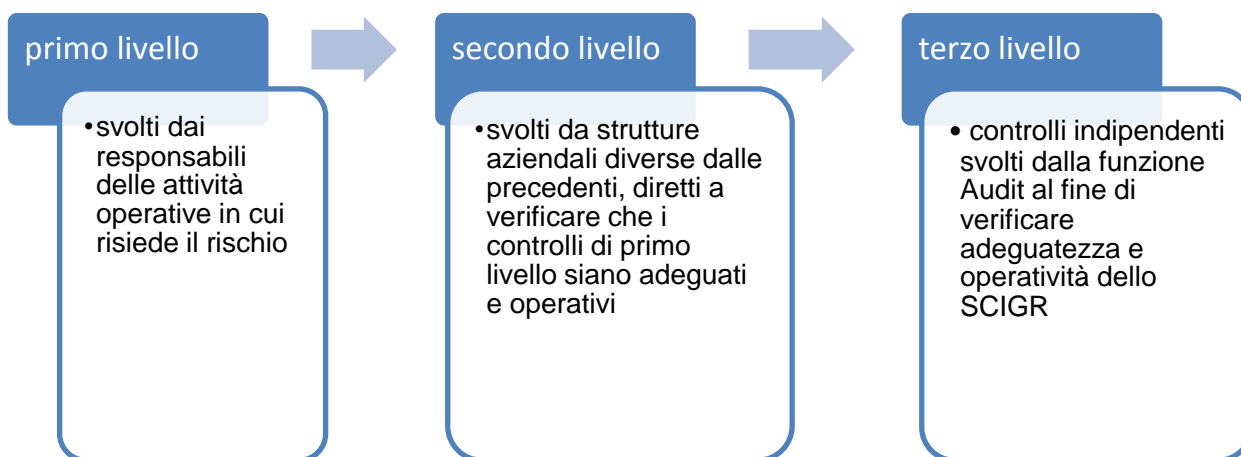 primo livello
•svolti dai
responsabili
delle attività
operative in cui
risiede il rischio
secondo livello
•svolti da strutture
aziendali diverse dalle
precedenti, diretti a
verificare che i
controlli di primo
livello siano adeguati
e operativi
terzo livello
• controlli indipendenti
svolti dalla funzione
Audit al fine di
verificare
adeguatezza e
operatività dello
SCIGR